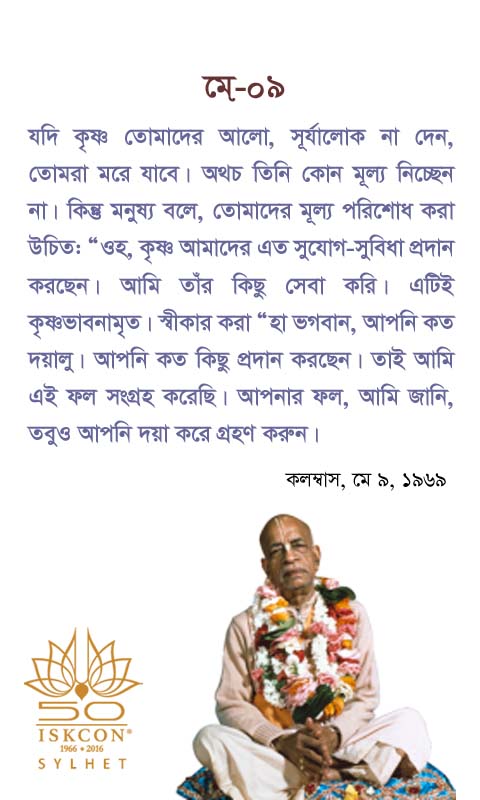 মে-০৯
যদি কৃষ্ণ তোমাদের আলো, সূর্যালোক না দেন,
তোমরা মরে যাবে। অথচ তিনি কোন মূল্য নিচ্ছেন
না। কিন্তু মনুষ্য বলে, তোমাদের মূল্য পরিশোধ করা
উচিত: “ওহ, কৃষ্ণ আমাদের এত সুযোগ-সুবিধা প্রদান
করছেন। আমি তাঁর কিছু সেবা করি। এটিই
কৃষ্ণভাবনামৃত। স্বীকার করা “হা ভগবান, আপনি কত
দয়ালু। আপনি কত কিছু প্রদান করছেন। তাই আমি
এই ফল সংগ্রহ করেছি। আপনার ফল, আমি জানি,
তবুও আপনি দয়া করে গ্রহণ করুন।
কলম্বাস, মে ৯, ১৯৬৯
50
ISKCON®
1966 • 2016
SYLHET